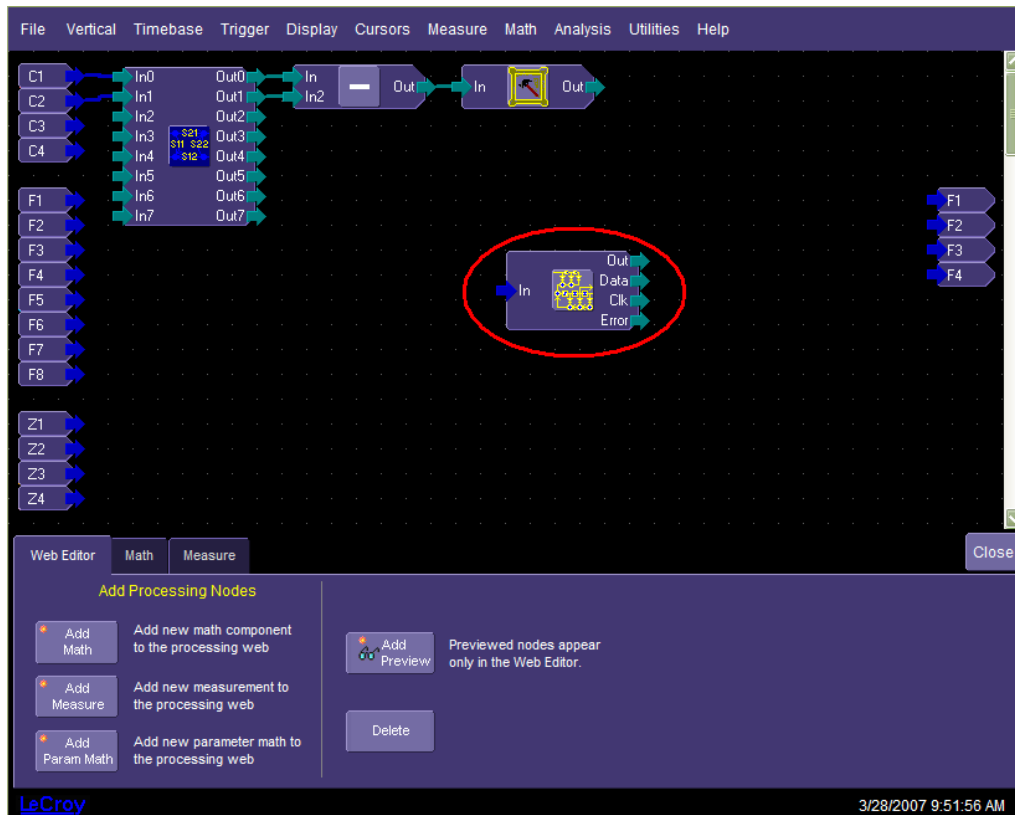 File Vertical Timebase Trigger Display Cursors Measure Math Analysis Utilities Help
C1
C2
C3
C4
F1
F2
F3
F4
F5
F6
F7
F8
Z1
Z2
Z3
Z4
In0 Out0
In1 Out1
In2 Out2
In3 Out3
In4 Out4
In5 Out5
In6 Out6
In7 Out7
S21
S11 S22
S12
In
In2
Out
In Out
In
Out
Data
Clk
Error
F1
F2
F3
F4
Web Editor Math Measure
Close
Add Processing Nodes
Add
Math
Add new math component
to the processing web
Add
Measure
Add new measurement to
the processing web
Add
Param Math
Add new parameter math to
the processing web
Add
Preview
Previewed nodes appear
only in the Web Editor.
Delete
LeCroy
3/28/2007 9:51:56 AM